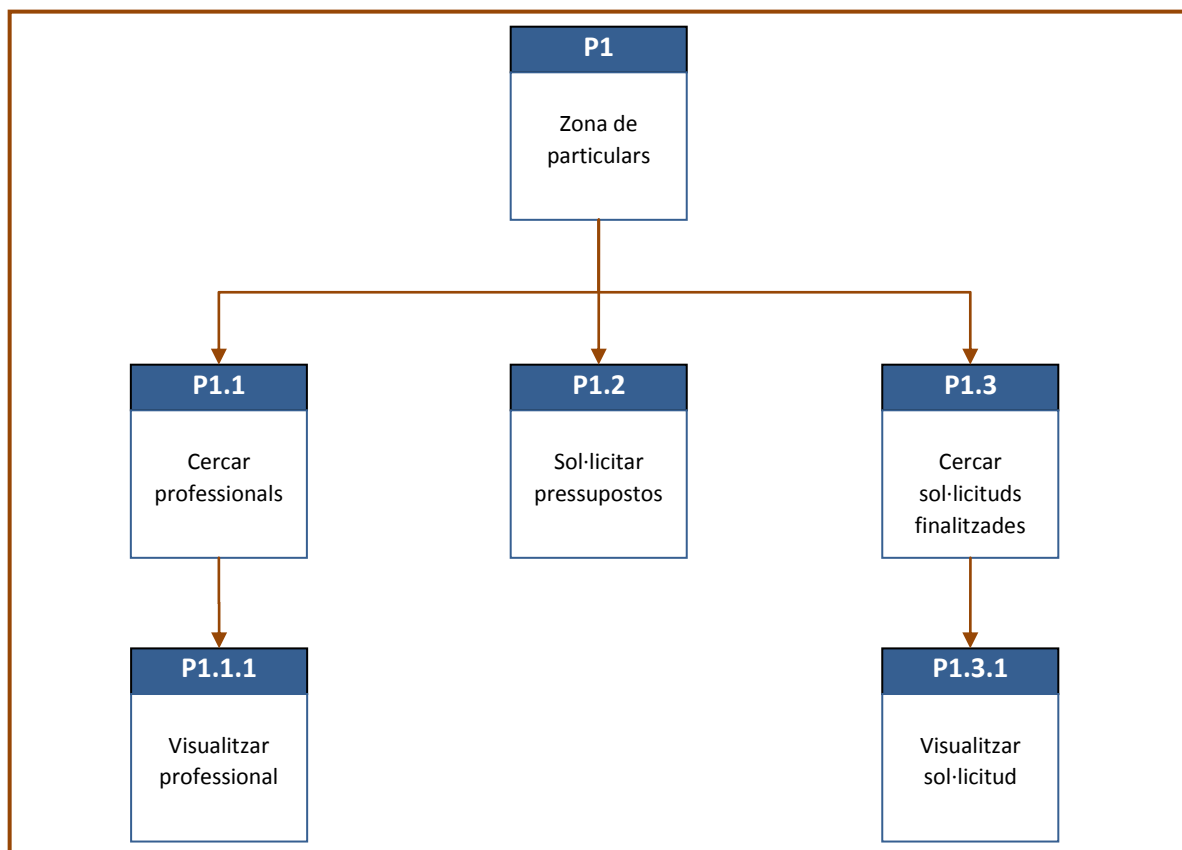 P1
Zona de
particulars
P1.1
Cercar
professionals
P1.2
Sol·licitar
pressupostos
P1.3
Cercar
sol·licituds
finalitzades
P1.1.1
Visualitzar
professional
P1.3.1
Visualitzar
sol·licitud